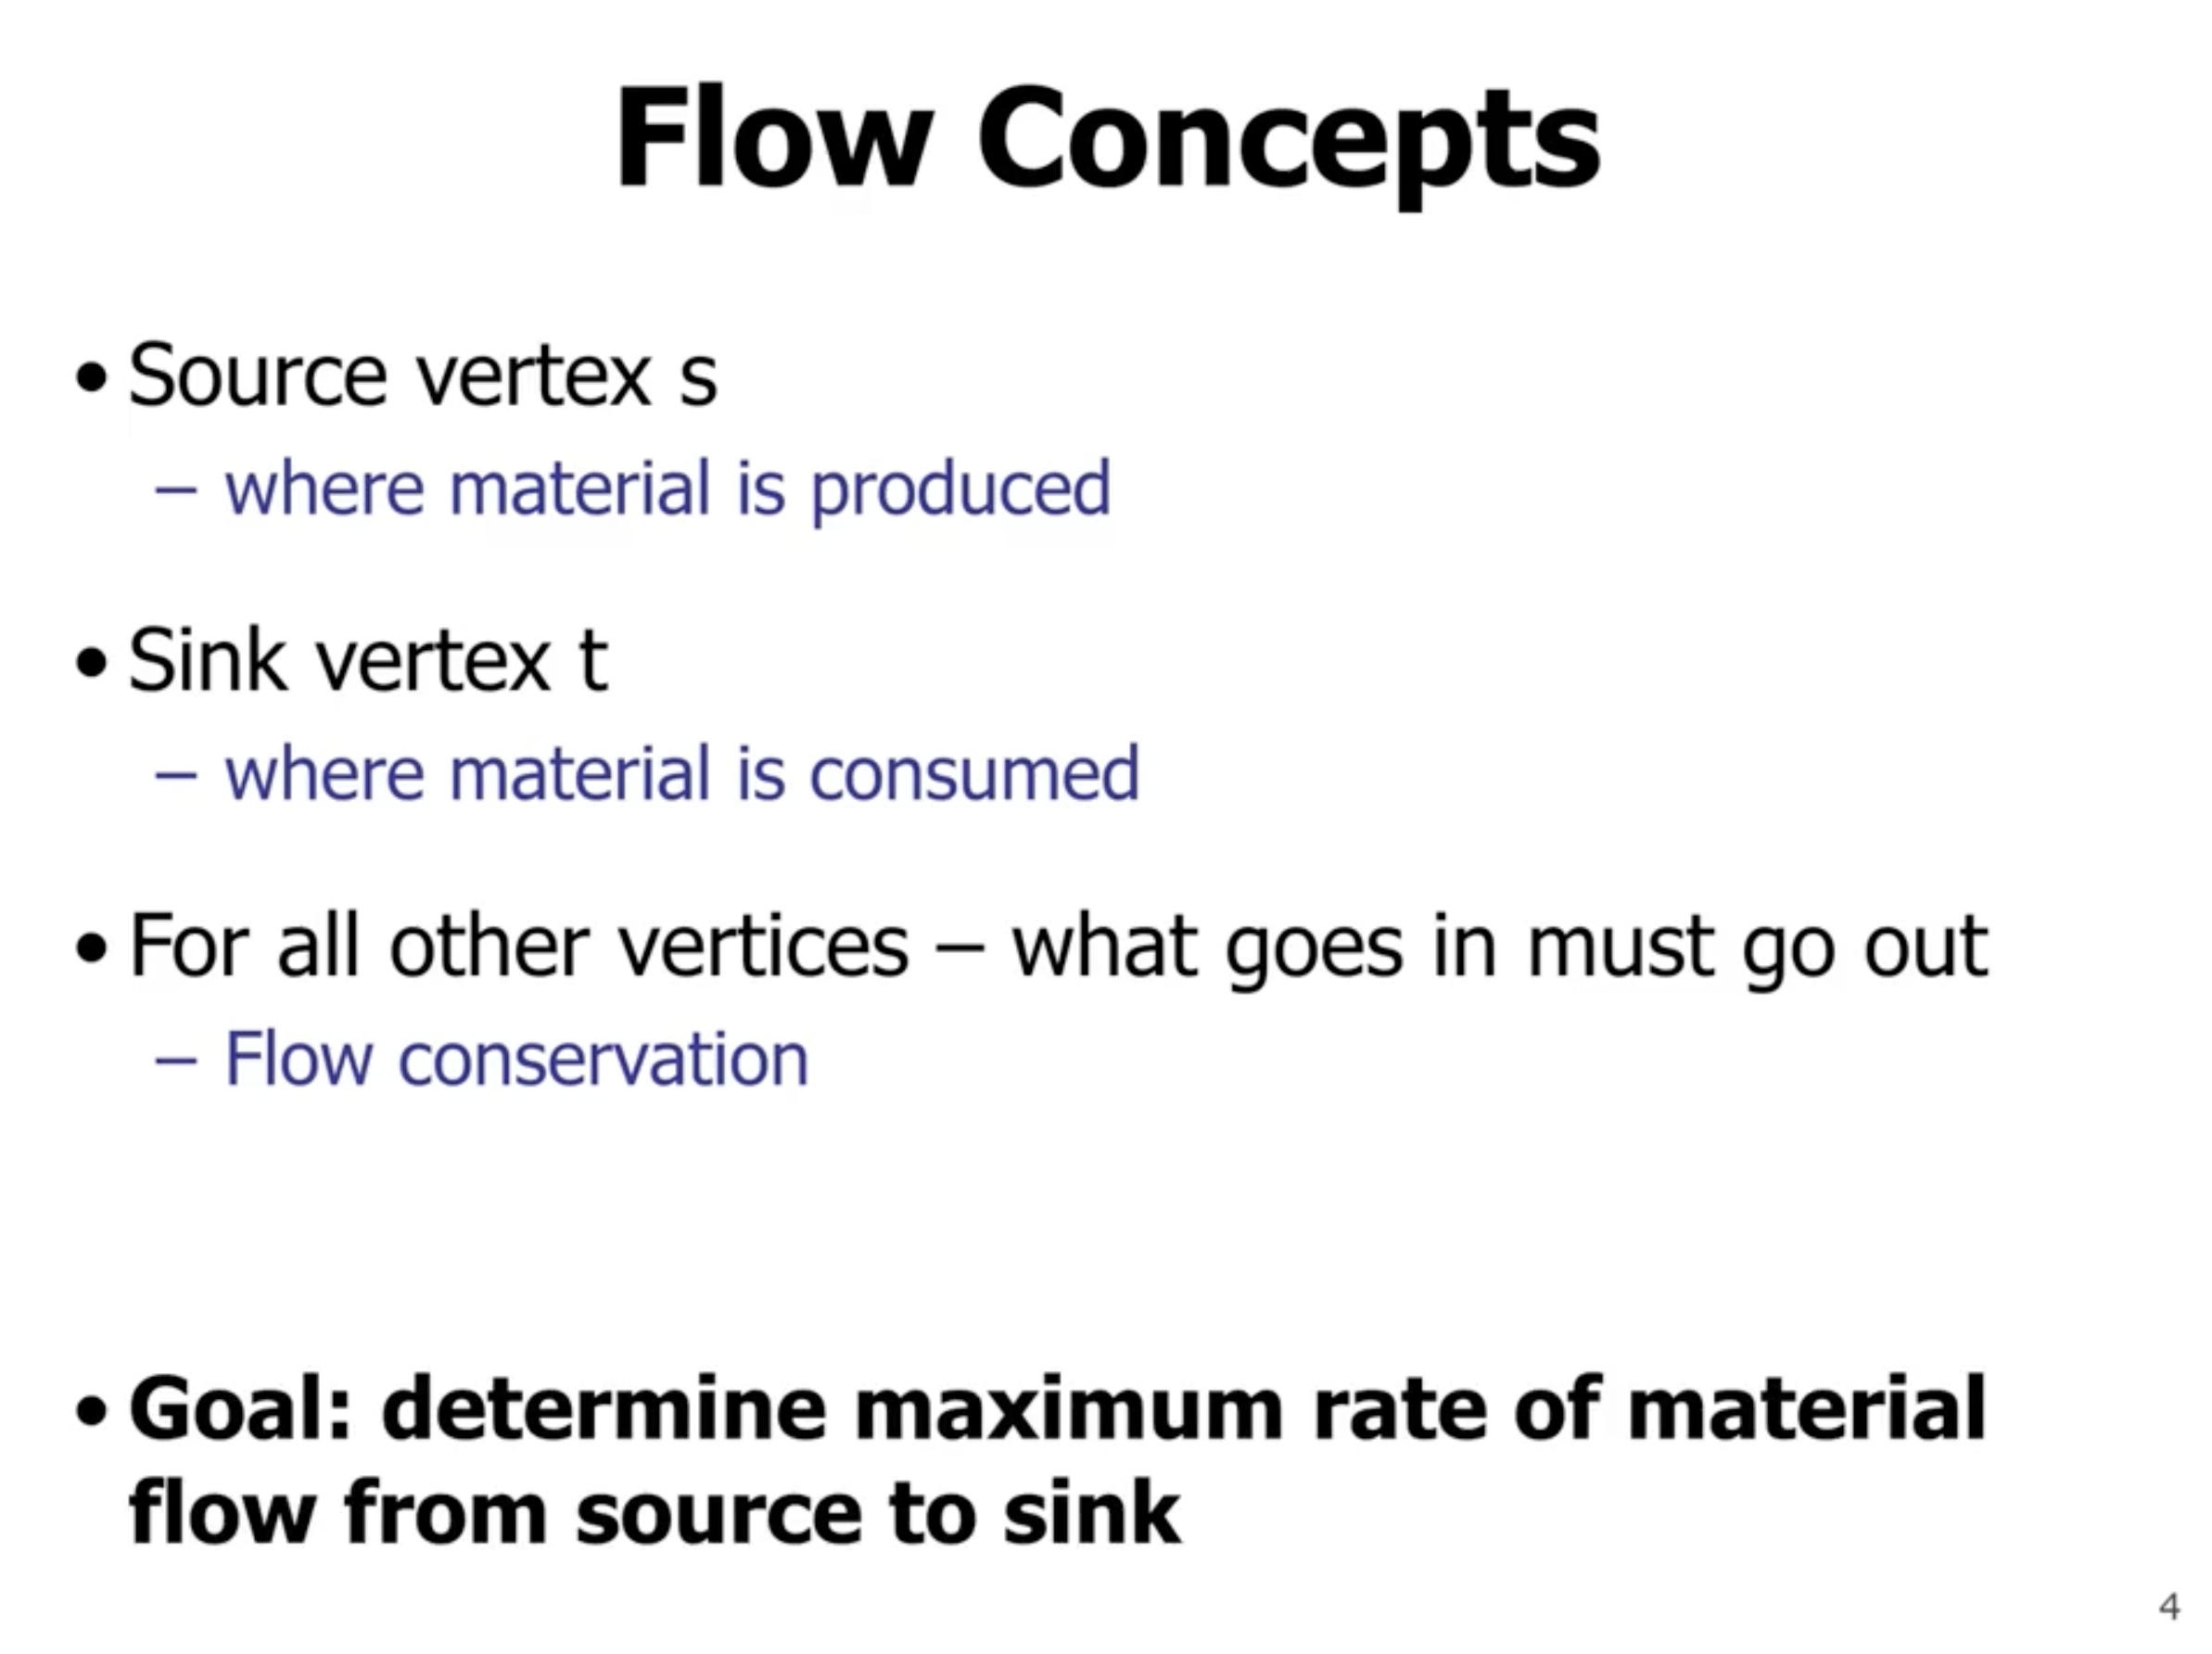 Flow Concepts
• Source vertex s
– where material is produced
• Sink vertex t
– where material is consumed
• For all other vertices – what goes in must go out
– Flow conservation
• Goal: determine maximum rate of material
flow from source to sink
4